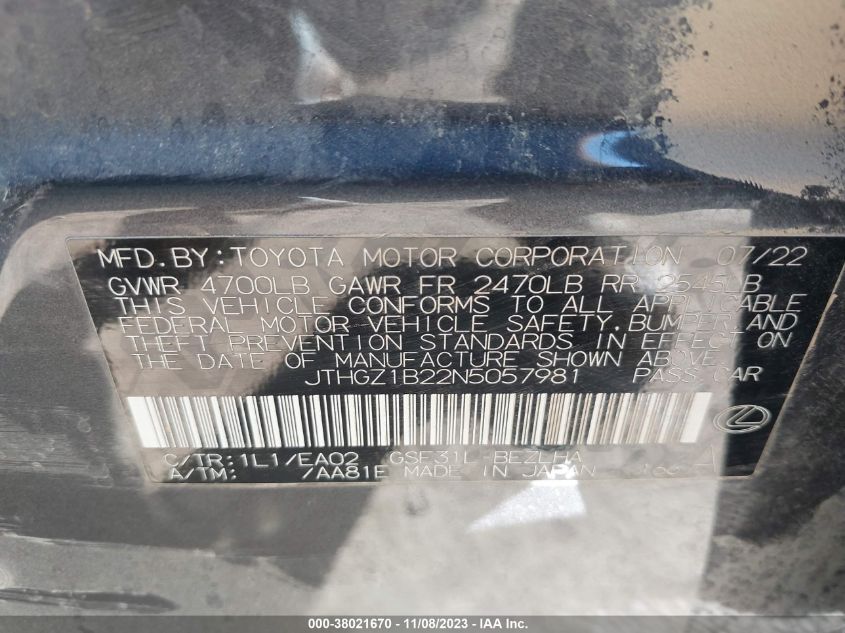 MFD.BY:TOYOTA MOTOR CORPORATION 07/22
GVWR 4700LB GAWR FR 2470LB RR 2545LB
THIS VEHICLE CONFORMS TO ALL APPLICABLE
FEDERAL MOTOR VEHICLE SAFETY.BUMPER,AND
THEFT PREVENTION STANDARDS IN EFFECT ON
THE DATE OF MANUFACTURE SHOWN ABOVE.
JTHGZ1B22N5057981 PASS.CAR
C/TR:1L1/EA02 GSE31L-BEZLHA
A/TM: /AA81E MADE IN JAPAN
000-38021670 - 11/08/2023 - IAA Inc.